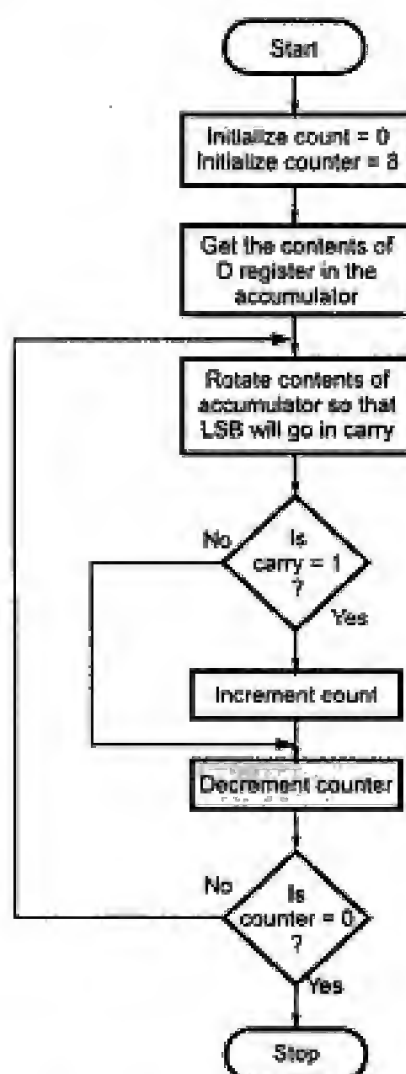 Start
Initialize count = 0
Initialize counter = 8
Get the contents of
D register in the
accumulator
Rotate contents of
accumulator so that
LSB will go in carry
No
Is
carry = 1
?
Yes
Increment count
Decrement counter
No
Is
counter = 0
?
Yes
Stop